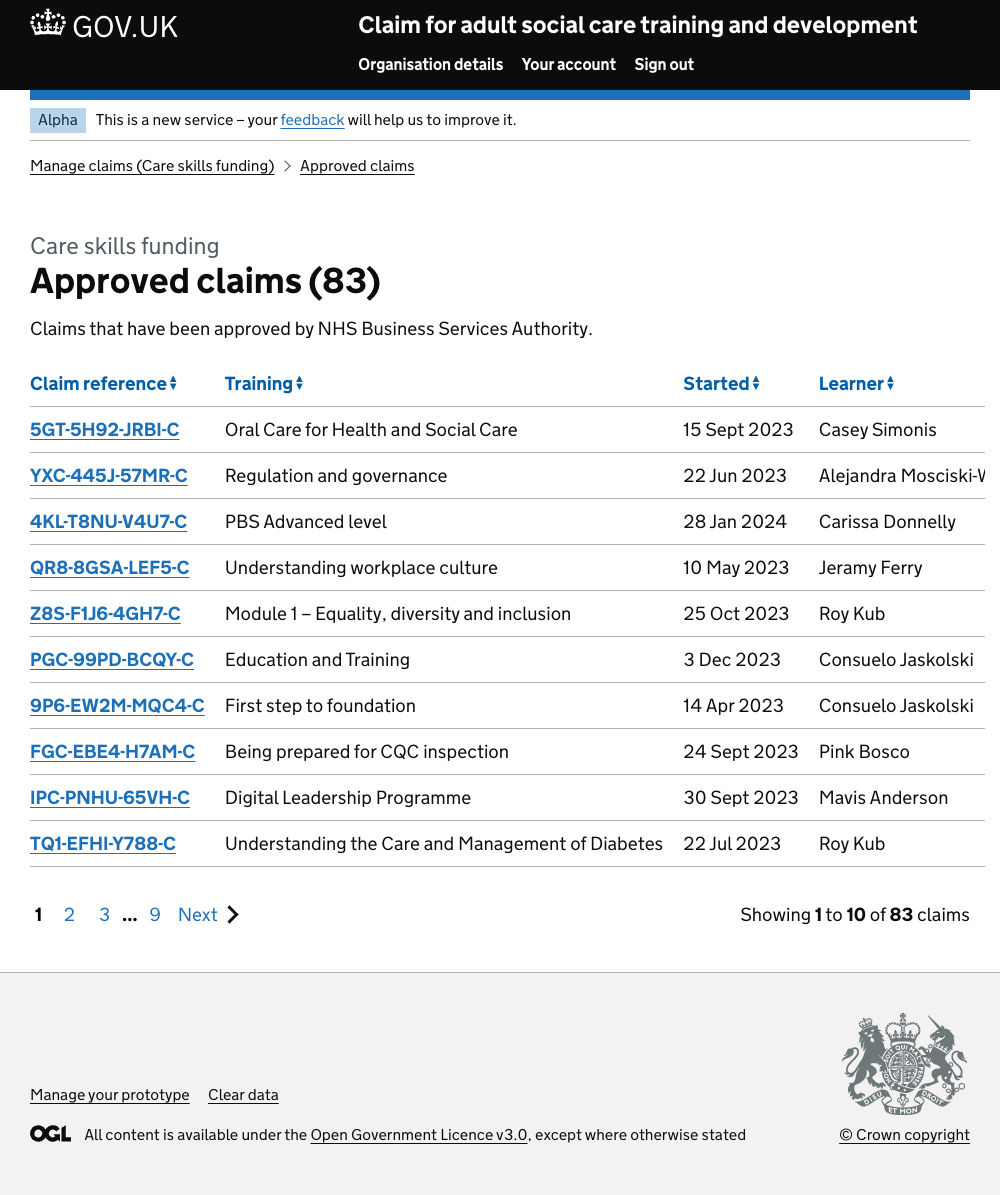 GOV.UK
Claim for adult social care training and development
Organisation details Your account Sign out
Alpha This is a new service – your feedback will help us to improve it.
Manage claims (Care skills funding) Approved claims
Care skills funding
Approved claims (83)
Claims that have been approved by NHS Business Services Authority.
Claim reference Training Started Learner
5GT-5H92-JRBI-C Oral Care for Health and Social Care 15 Sept 2023 Casey Simonis
YXC-445J-57MR-C Regulation and governance 22 Jun 2023 Alejandra Mosciski-
4KL-T8NU-V4U7-C PBS Advanced level 28 Jan 2024 Carissa Donnelly
QR8-8GSA-LEF5-C Understanding workplace culture 10 May 2023 Jeramy Ferry
Z8S-F1J6-4GH7-C Module 1 – Equality, diversity and inclusion 25 Oct 2023 Roy Kub
PGC-99PD-BCQY-C Education and Training 3 Dec 2023 Consuelo Jaskolski
9P6-EW2M-MQC4-C First step to foundation 14 Apr 2023 Consuelo Jaskolski
FGC-EBE4-H7AM-C Being prepared for CQC inspection 24 Sept 2023 Pink Bosco
IPC-PNHU-65VH-C Digital Leadership Programme 30 Sept 2023 Mavis Anderson
TQ1-EFHI-Y788-C Understanding the Care and Management of Diabetes 22 Jul 2023 Roy Kub
1 2 3 ... 9 Next Showing 1 to 10 of 83 claims
DIEU ET MON DROIT
Manage your prototype Clear data
OGL All content is available under the Open Government Licence v3.0, except where otherwise stated © Crown copyright